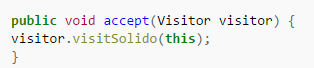 public void accept(Visitor visitor) {
visitor.visitSolido(this);
}